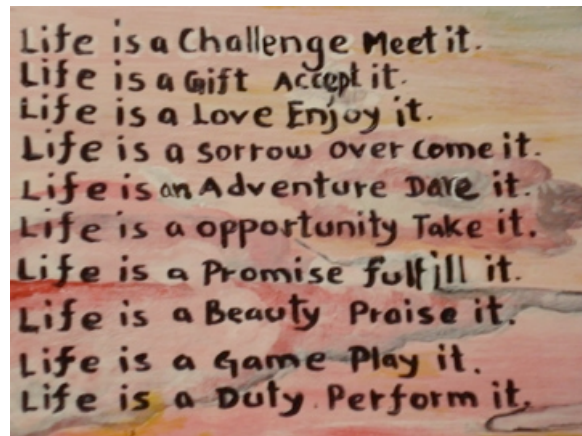 Life is a Challenge Meet it.
Life is a Gift Accept it.
Life is a Love Enjoy it.
Life is a sorrow over come it.
Life is an Adventure Dare it.
Life is a opportunity Take it.
Life is a Promise fulfill it.
Life is a Beauty Praise it.
Life is a Game Play it.
Life is a Duty Perform it.